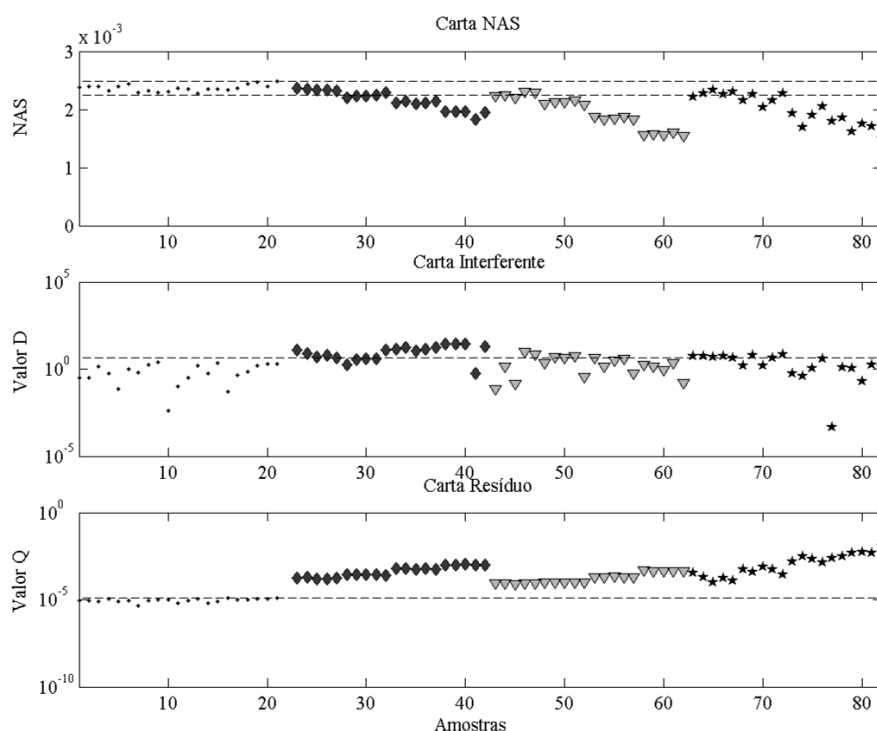 Carta NAS
x 10^-3
3
2
1
0
NAS
10 20 30 40 50 60 70 80
Carta Interferente
10^5
10^0
10^-5
Valor D
10 20 30 40 50 60 70 80
Carta Resíduo
10^0
10^-5
10^-10
Valor Q
10 20 30 40 50 60 70 80
Amostras